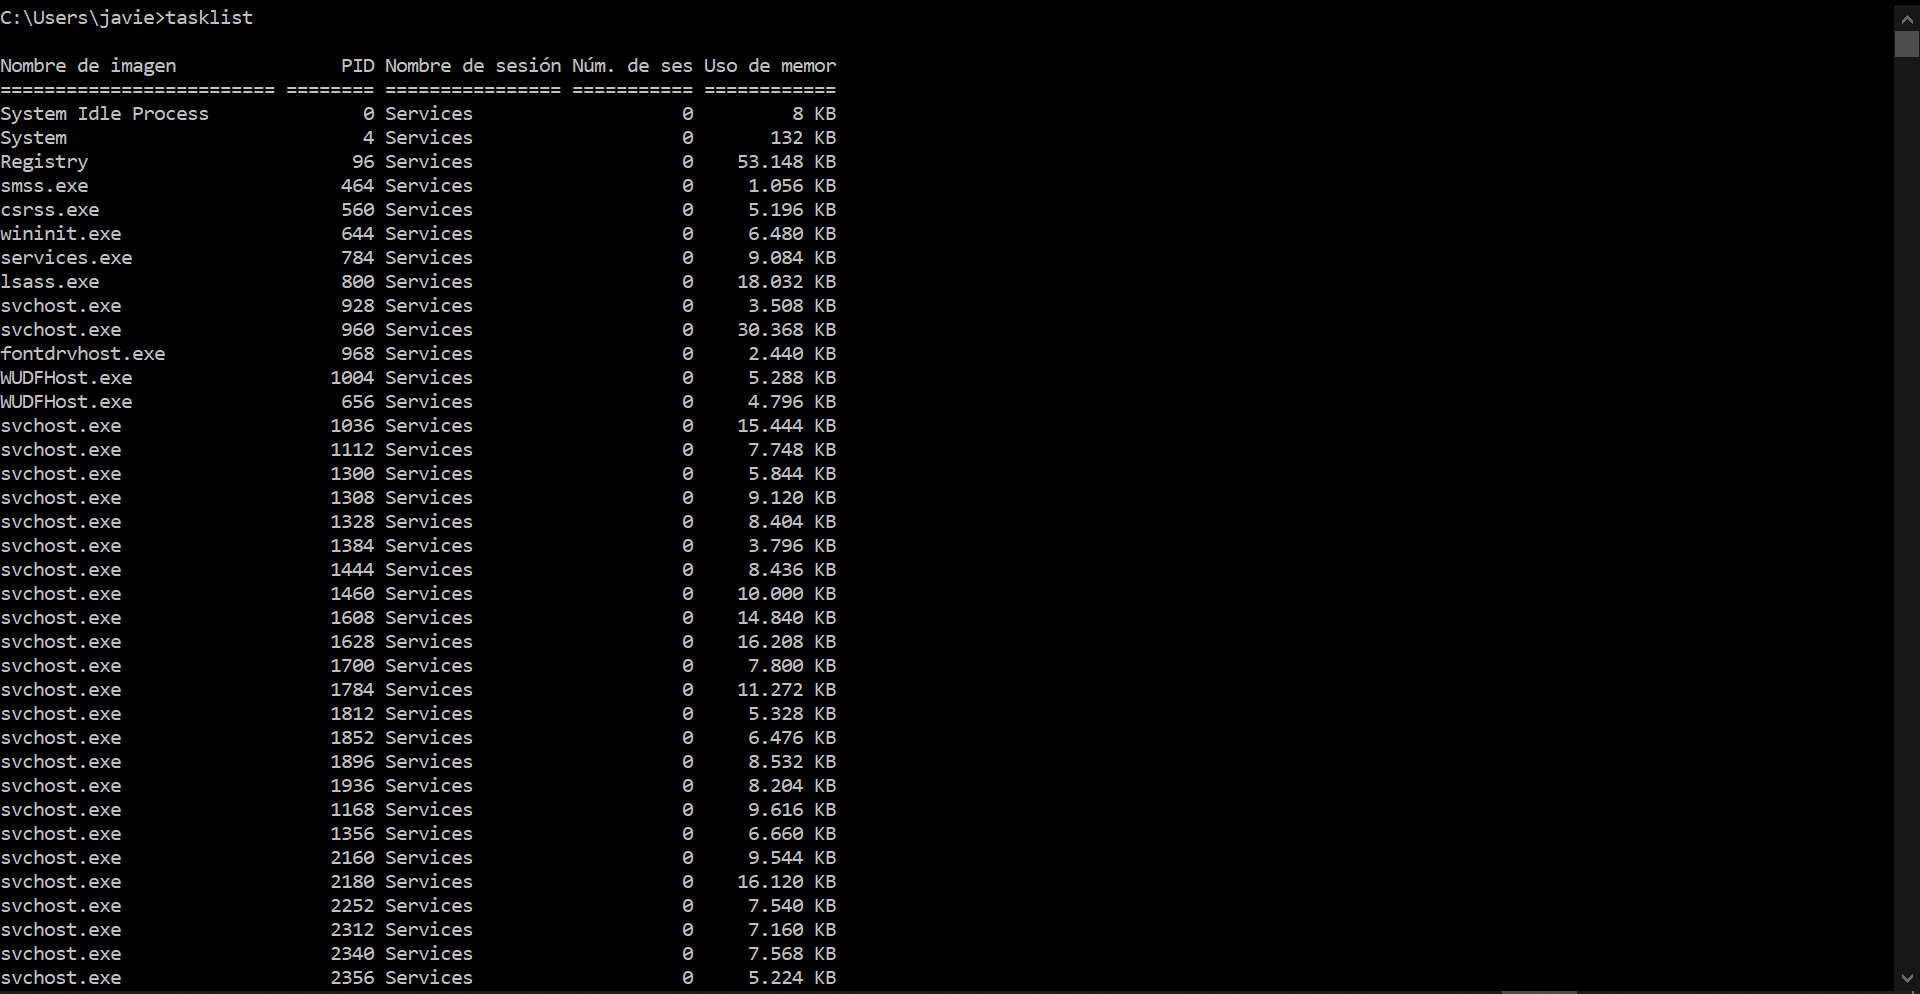 C:\Users\javie>tasklist

Nombre de imagen               PID Nombre de sesión Núm. de ses Uso de memor
========================= ======== ================ =========== ============
System Idle Process              0 Services                   0         8 KB
System                           4 Services                   0       132 KB
Registry                        96 Services                   0    53.148 KB
smss.exe                       464 Services                   0     1.056 KB
csrss.exe                      560 Services                   0     5.196 KB
wininit.exe                    644 Services                   0     6.480 KB
services.exe                   784 Services                   0     9.084 KB
lsass.exe                      800 Services                   0    18.032 KB
svchost.exe                    928 Services                   0     3.508 KB
svchost.exe                    960 Services                   0    30.368 KB
fontdrvhost.exe                968 Services                   0     2.440 KB
WUDFHost.exe                  1004 Services                   0     5.288 KB
WUDFHost.exe                   656 Services                   0     4.796 KB
svchost.exe                   1036 Services                   0    15.444 KB
svchost.exe                   1112 Services                   0     7.748 KB
svchost.exe                   1300 Services                   0     5.844 KB
svchost.exe                   1308 Services                   0     9.120 KB
svchost.exe                   1328 Services                   0     8.404 KB
svchost.exe                   1384 Services                   0     3.796 KB
svchost.exe                   1444 Services                   0     8.436 KB
svchost.exe                   1460 Services                   0    10.000 KB
svchost.exe                   1608 Services                   0    14.840 KB
svchost.exe                   1628 Services                   0    16.208 KB
svchost.exe                   1700 Services                   0     7.800 KB
svchost.exe                   1784 Services                   0    11.272 KB
svchost.exe                   1812 Services                   0     5.328 KB
svchost.exe                   1852 Services                   0     6.476 KB
svchost.exe                   1896 Services                   0     8.532 KB
svchost.exe                   1936 Services                   0     8.204 KB
svchost.exe                   1168 Services                   0     9.616 KB
svchost.exe                   1356 Services                   0     6.660 KB
svchost.exe                   2160 Services                   0     9.544 KB
svchost.exe                   2180 Services                   0    16.120 KB
svchost.exe                   2252 Services                   0     7.540 KB
svchost.exe                   2312 Services                   0     7.160 KB
svchost.exe                   2340 Services                   0     7.568 KB
svchost.exe                   2356 Services                   0     5.224 KB